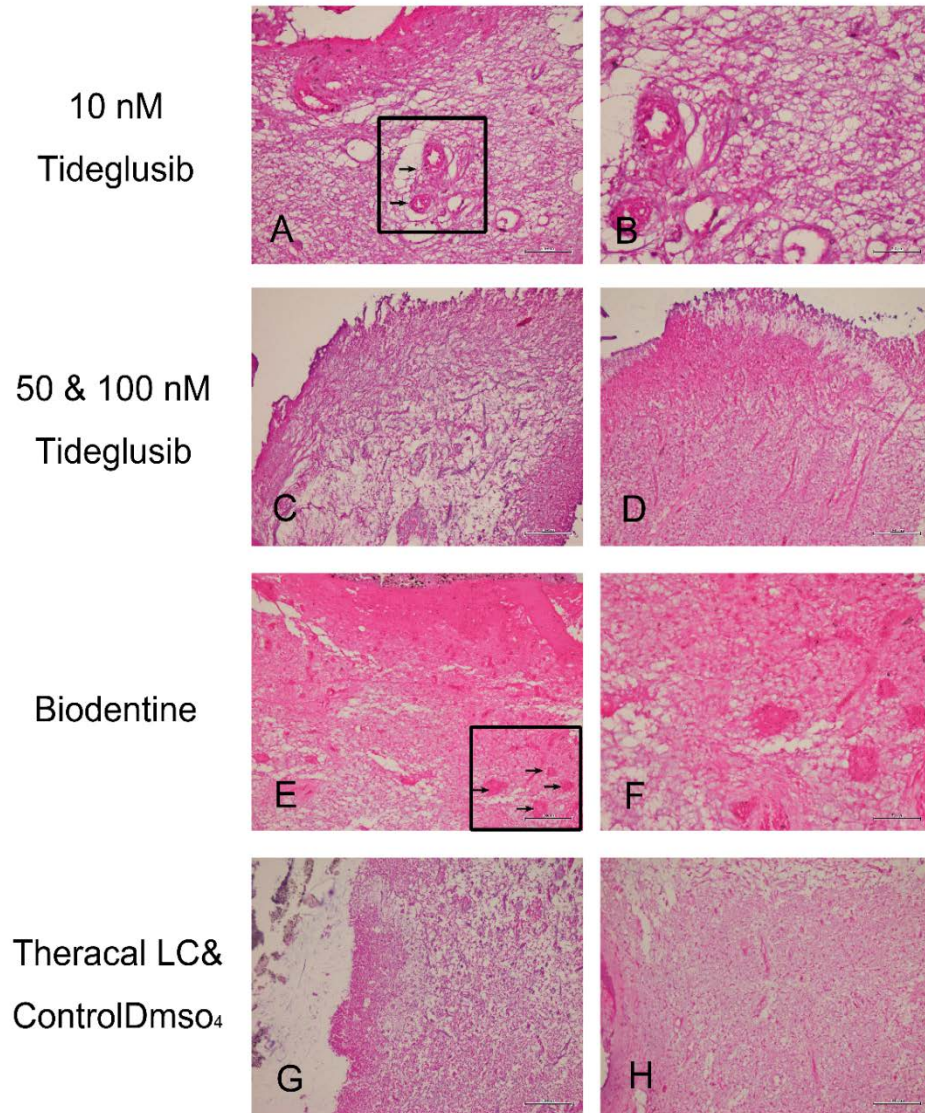 10 nM
Tideglusib
A
B
50 & 100 nM
Tideglusib
C
D
Biodentine
E
F
Theracal LC&
ControlDmso₄
G
H